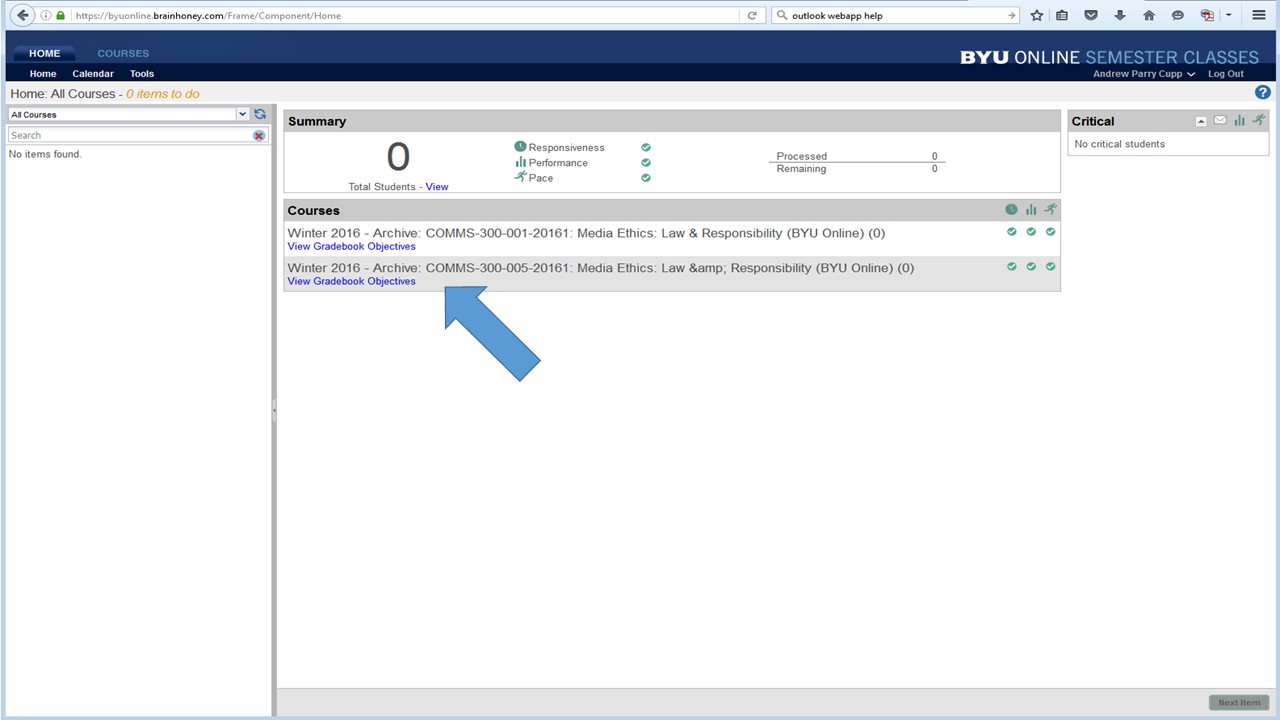 https://byuonline.brainhoney.com/Frame/Component/Home
outlook webapp help
HOME COURSES
BYU ONLINE SEMESTER CLASSES
Home Calendar Tools
Andrew Parry Cupp Log Out
Home: All Courses - 0 items to do
All Courses
Search
No items found.
Summary
0
Total Students - View
Responsiveness
Performance
Pace
Processed 0
Remaining 0
Critical
No critical students
Courses
Winter 2016 - Archive: COMMS-300-001-20161: Media Ethics: Law & Responsibility (BYU Online) (0)
View Gradebook Objectives
Winter 2016 - Archive: COMMS-300-005-20161: Media Ethics: Law &amp; Responsibility (BYU Online) (0)
View Gradebook Objectives
Next Item